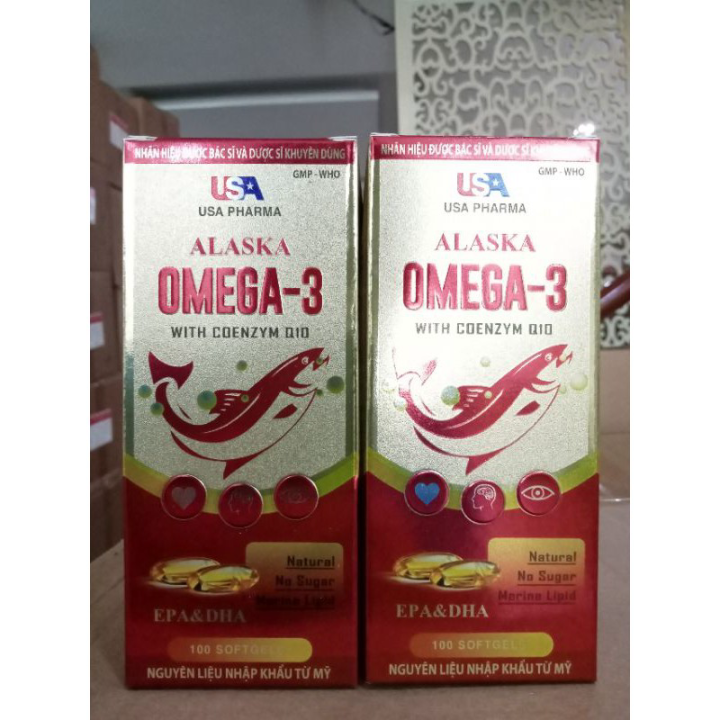 NHÃN HIỆU ĐƯỢC BÁC SĨ VÀ DƯỢC SĨ KHUYÊN DÙNG
USA
USA PHARMA
ALASKA
OMEGA-3
WITH COENZYM Q10
Natural
No Sugar
Marine Lipid
EPA&DHA
100 SOFTGELS
NGUYÊN LIỆU NHẬP KHẨU TỪ MỸ
NHÃN HIỆU ĐƯỢC BÁC SĨ VÀ DƯỢC SĨ KHUYÊN DÙNG
GMP - WHO
USA
USA PHARMA
ALASKA
OMEGA-3
WITH COENZYM Q10
Natural
No Sugar
Marine Lipid
EPA&DHA
100 SOFTGELS
NGUYÊN LIỆU NHẬP KHẨU TỪ MỸ